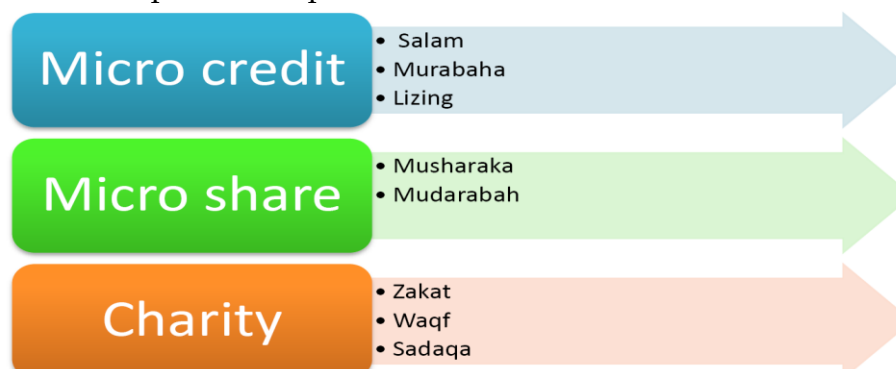 Micro credit
• Salam
• Murabaha
• Lizing
Micro share
• Musharaka
• Mudarabah
Charity
• Zakat
• Waqf
• Sadaqa